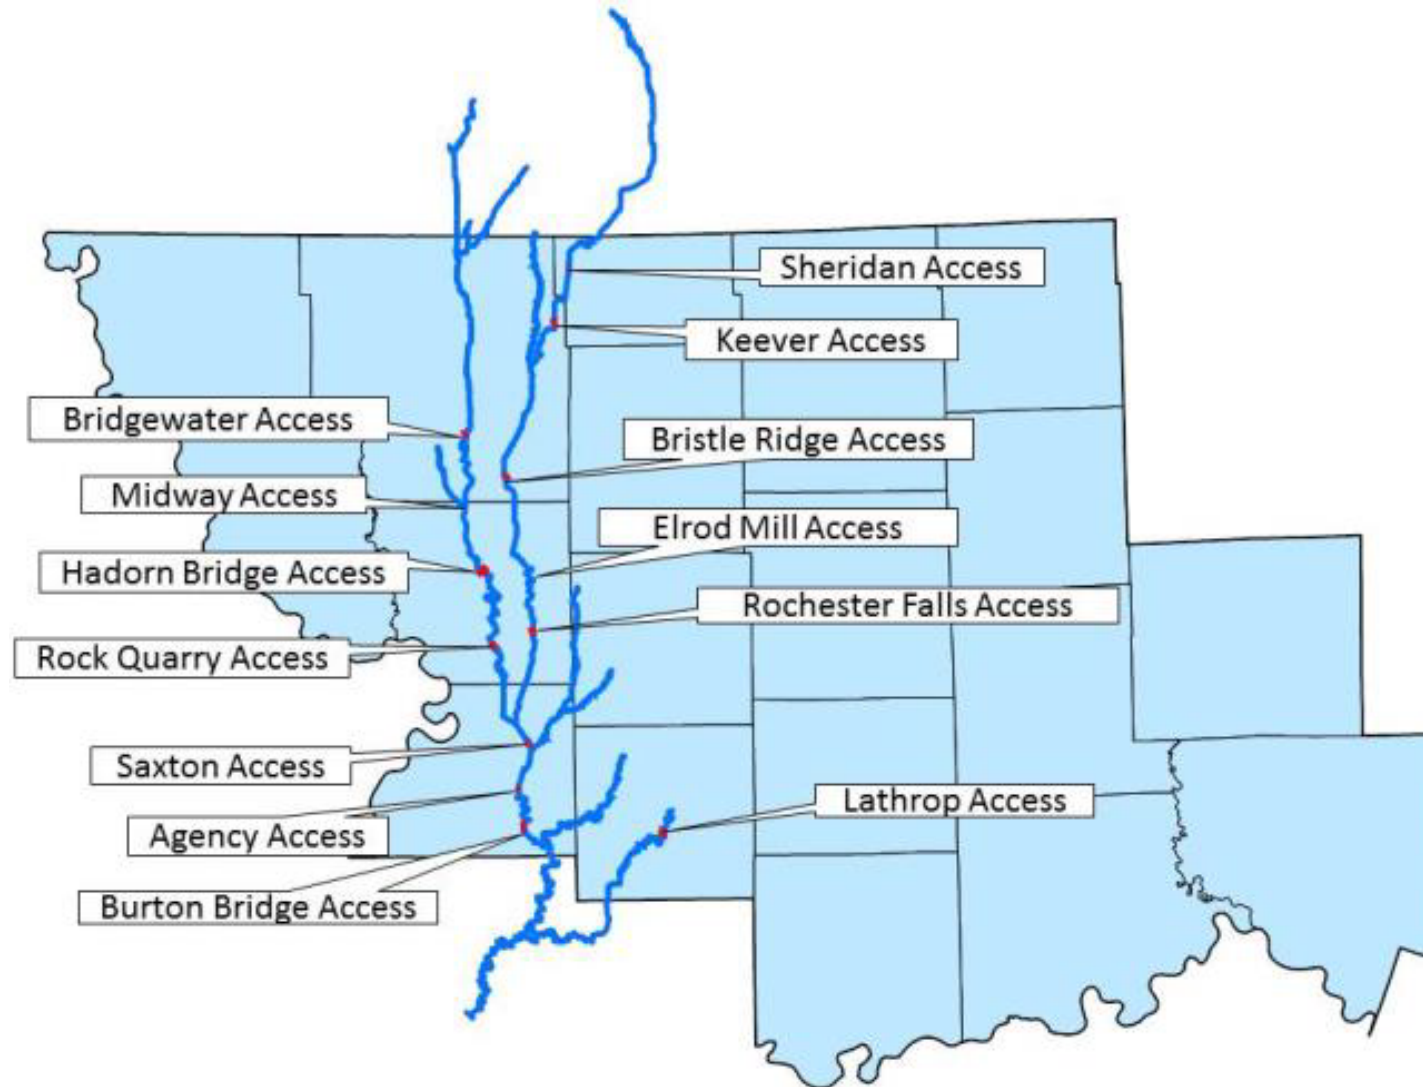 Sheridan Access
Keever Access
Bridgewater Access
Bristle Ridge Access
Midway Access
Elrod Mill Access
Hadorn Bridge Access
Rochester Falls Access
Rock Quarry Access
Saxton Access
Lathrop Access
Agency Access
Burton Bridge Access